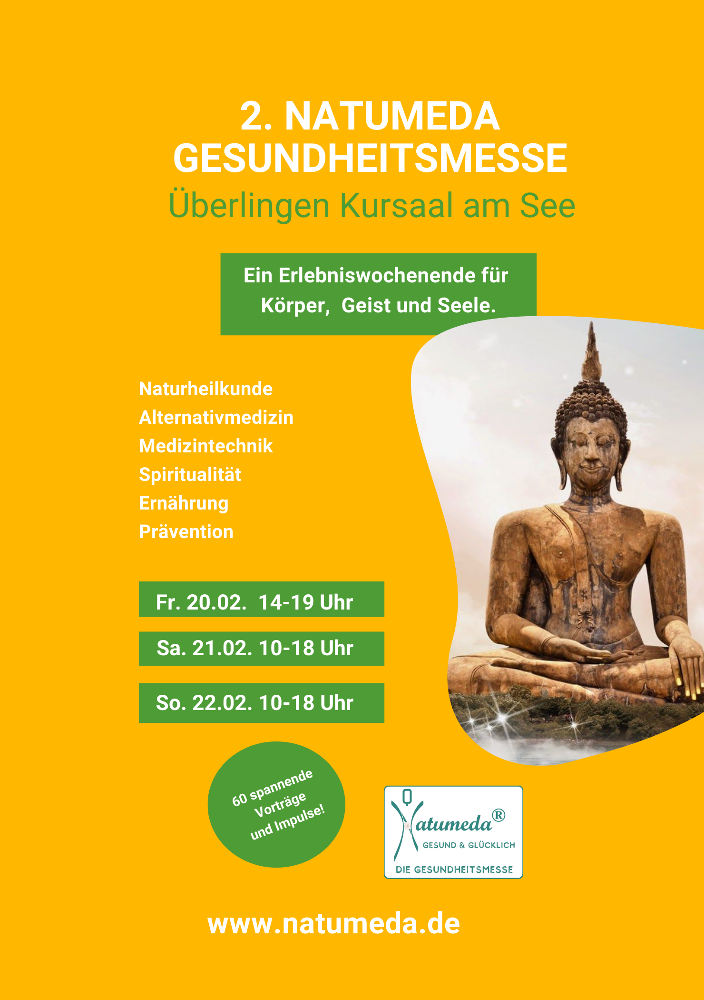 2. NATUMEDA
GESUNDHEITSMESSE
Überlingen Kursaal am See
Ein Erlebniswochenende für
Körper, Geist und Seele.
Naturheilkunde
Alternativmedizin
Medizintechnik
Spiritualität
Ernährung
Prävention
Fr. 20.02. 14-19 Uhr
Sa. 21.02. 10-18 Uhr
So. 22.02. 10-18 Uhr
60 spannende
Vorträge
und Impulse!
Natumeda®
GESUND & GLÜCKLICH
DIE GESUNDHEITSMESSE
www.natumeda.de